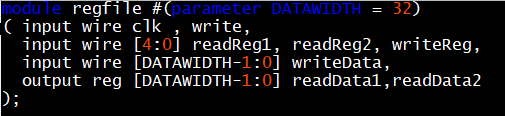 module regfile #(parameter DATAWIDTH = 32)
( input wire clk , write,
input wire [4:0] readReg1, readReg2, writeReg,
input wire [DATAWIDTH-1:0] writeData,
output reg [DATAWIDTH-1:0] readData1,readData2
);